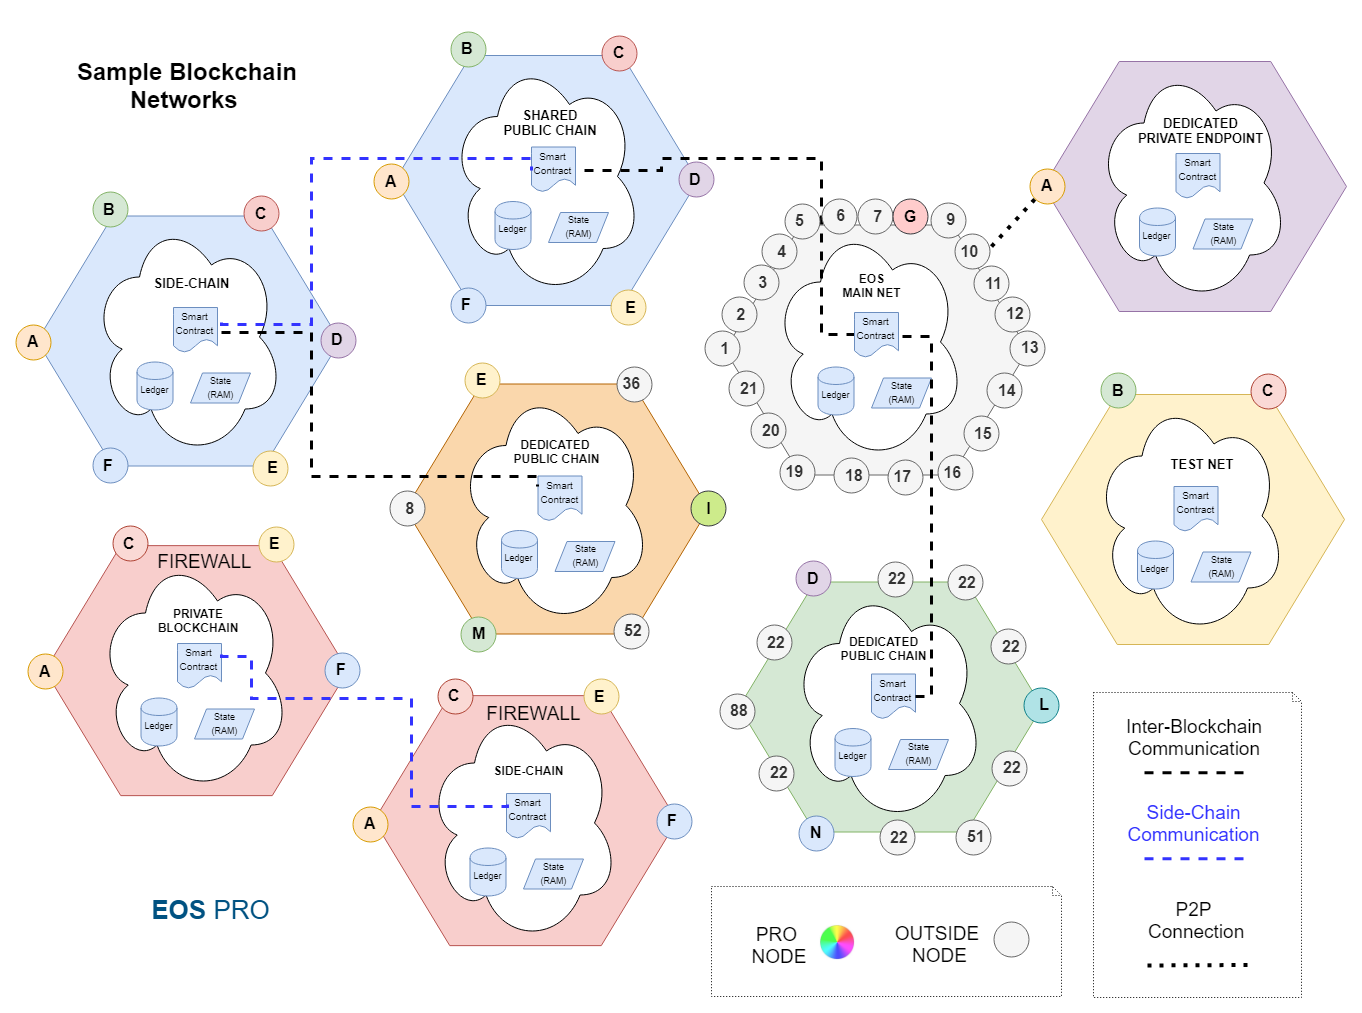 Sample Blockchain
Networks
B
C
SHARED
PUBLIC CHAIN
Smart
Contract
Ledger
State
(RAM)
A
D
F
E
DEDICATED
PRIVATE ENDPOINT
Smart
Contract
Ledger
State
(RAM)
A
B
C
SIDE-CHAIN
Smart
Contract
Ledger
State
(RAM)
A
D
F
E
5
6
7
G
9
4
10
3
11
2
12
1
13
21
14
20
15
19
18
17
16
EOS
MAIN NET
Smart
Contract
Ledger
State
(RAM)
E
36
DEDICATED
PUBLIC CHAIN
Smart
Contract
Ledger
State
(RAM)
8
I
M
52
B
C
TEST NET
Smart
Contract
Ledger
State
(RAM)
C
E
FIREWALL
PRIVATE
BLOCKCHAIN
Smart
Contract
Ledger
State
(RAM)
A
F
D
22
22
22
22
DEDICATED
PUBLIC CHAIN
Smart
Contract
Ledger
State
(RAM)
88
L
22
22
N
22
51
C
E
FIREWALL
SIDE-CHAIN
Smart
Contract
Ledger
State
(RAM)
A
F
EOS PRO
PRO
NODE
OUTSIDE
NODE
Inter-Blockchain
Communication
Side-Chain
Communication
P2P
Connection